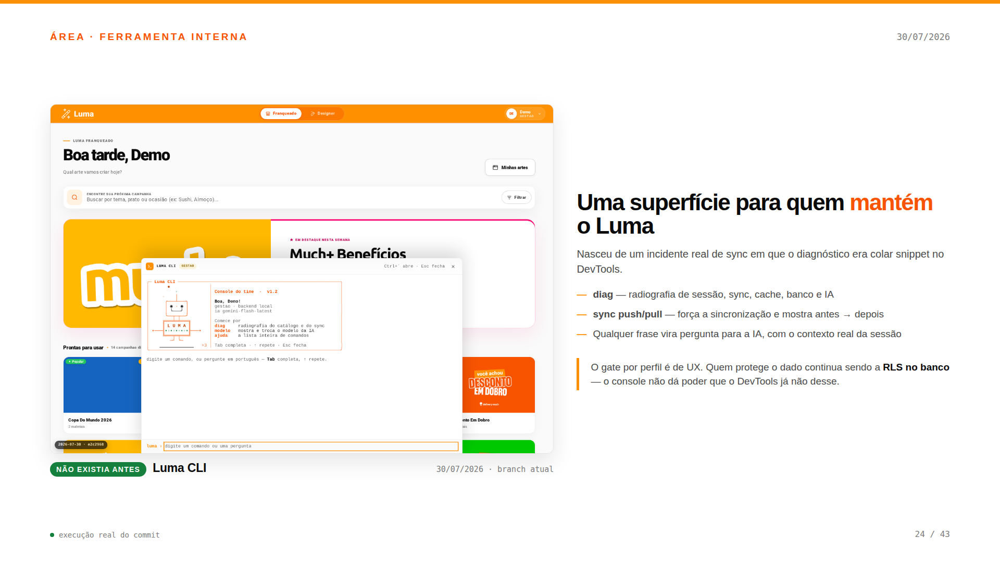 ÁREA · FERRAMENTA INTERNA
30/07/2026
Luma
Franqueado
Designer
DE
Demo
GESTAO
LUMA FRANQUEADO
Boa tarde, Demo
Qual arte vamos criar hoje?
Minhas artes
ENCONTRE SUA PRÓXIMA CAMPANHA
Buscar por tema, prato ou ocasião (ex: Sushi, Almoço)...
Filtrar
★ EM DESTAQUE NESTA SEMANA
Much+ Benefícios
LUMA CLI
GESTAO
Ctrl+` abre · Esc fecha ×
Luma CLI
Console do time · v1.2
Boa, Demo!
gestao · backend local
ia gemini-flash-latest
Comece por
diag radiografia do catálogo e do sync
modelo mostra e troca o modelo da IA
ajuda a lista inteira de comandos
Tab completa · ↑ repete · Esc fecha
LUMA
×3
digite um comando, ou pergunte em português — Tab completa, ↑ repete.
Prontas para usar • 14 campanhas di
Popular
você achou
DESCONTO
EM DOBRO
delivery much
Copa Do Mundo 2026
2 materiais
nto Em Dobro
ais
2026-07-30 · e2c2968
luma › digite um comando ou uma pergunta
NÃO EXISTIA ANTES
Luma CLI
30/07/2026 · branch atual
Uma superfície para quem mantém
o Luma
Nasceu de um incidente real de sync em que o diagnóstico era colar snippet no
DevTools.
— diag — radiografia de sessão, sync, cache, banco e IA
— sync push/pull — força a sincronização e mostra antes → depois
— Qualquer frase vira pergunta para a IA, com o contexto real da sessão
O gate por perfil é de UX. Quem protege o dado continua sendo a RLS no banco
— o console não dá poder que o DevTools já não desse.
execução real do commit
24 / 43